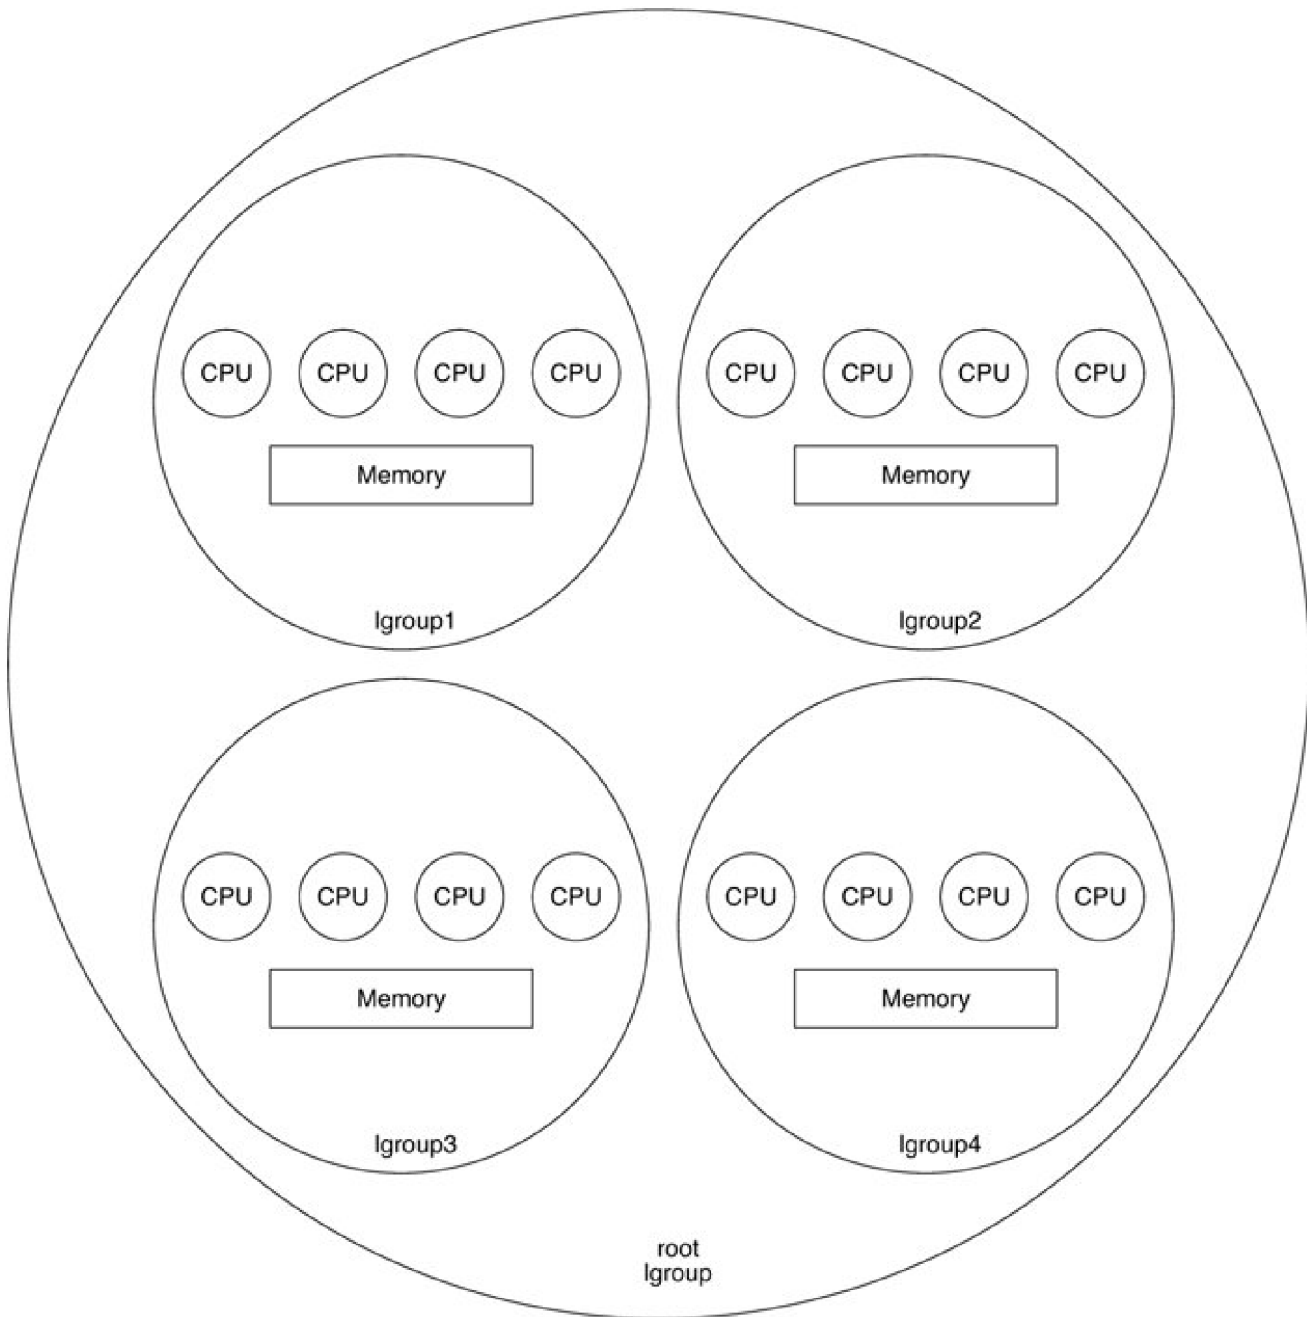 CPU CPU CPU CPU CPU CPU CPU CPU
Memory Memory
lgroup1 lgroup2
CPU CPU CPU CPU CPU CPU CPU CPU
Memory Memory
lgroup3 lgroup4
root
lgroup